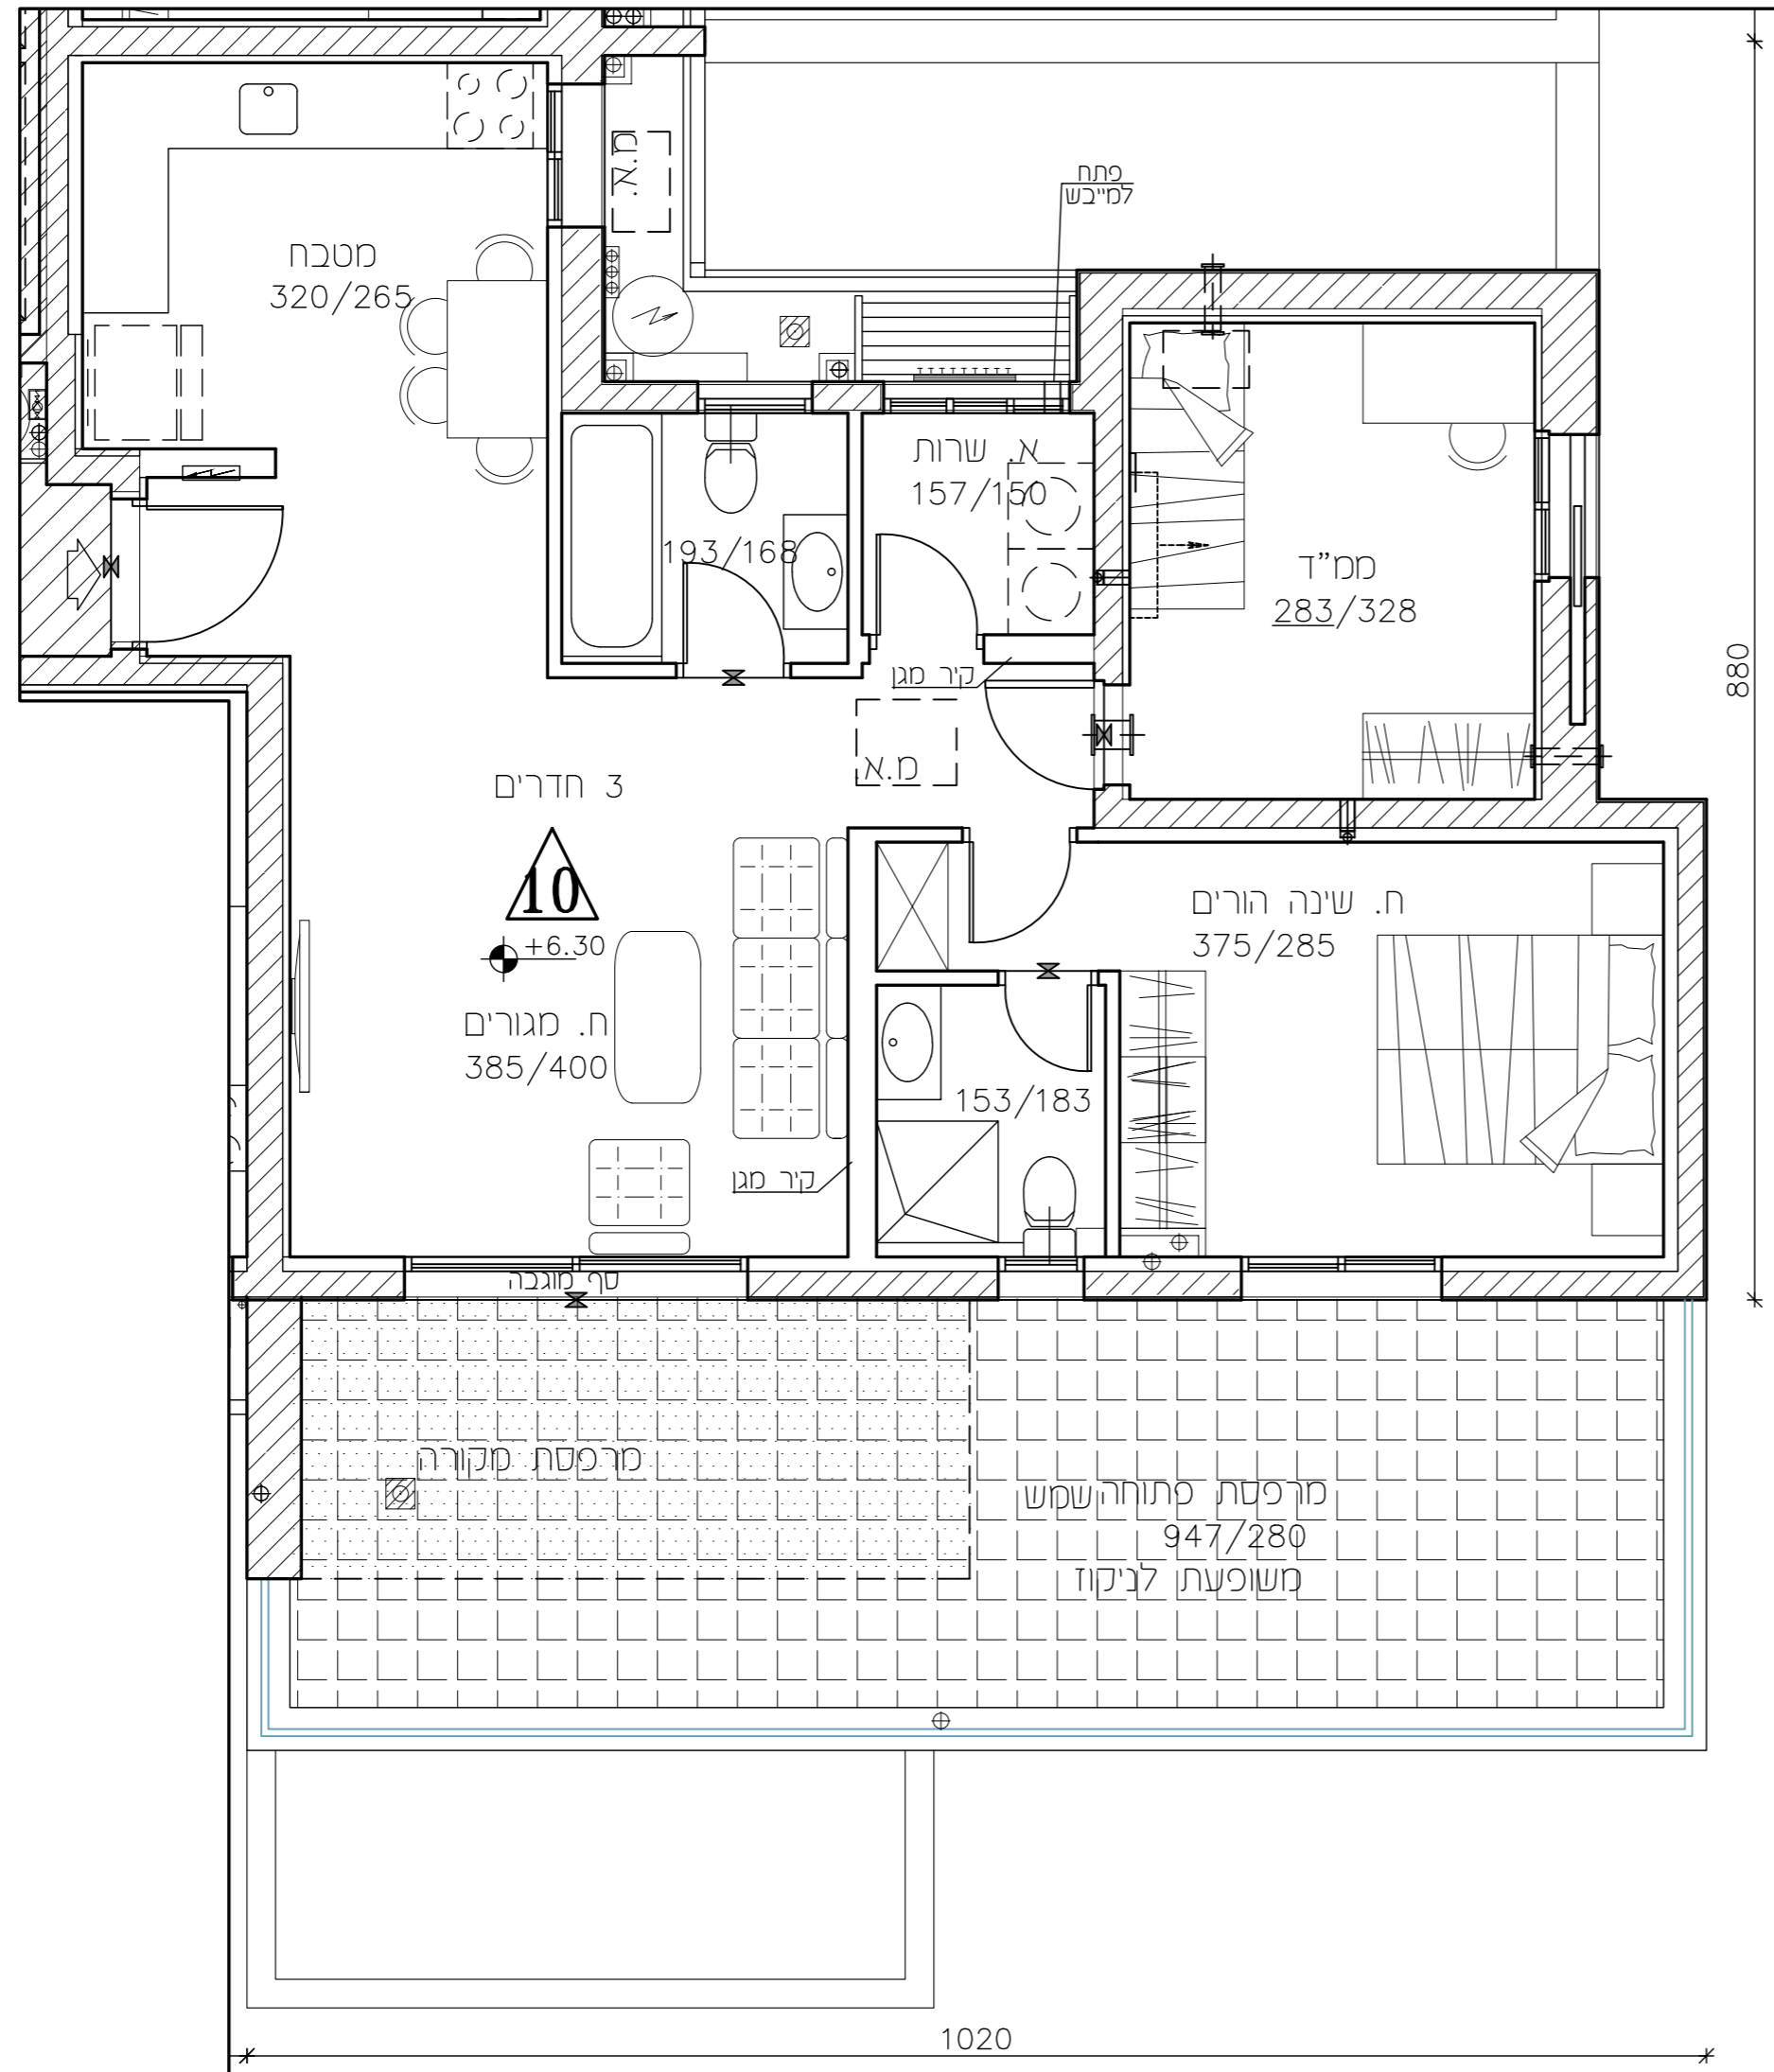 מ.א.
פתח
למייבש
מטבח
320/265
א. שרות
157/150
193/168
ממ"ד
283/328
קיר מגן
880
מ.א.
3 חדרים
10
+6.30
ח. שינה הורים
375/285
ח. מגורים
385/400
153/183
קיר מגן
סף מוגבה
מרפסת מקורה
מרפסת פתוחה שמש
947/280
משופעת לניקוז
1020